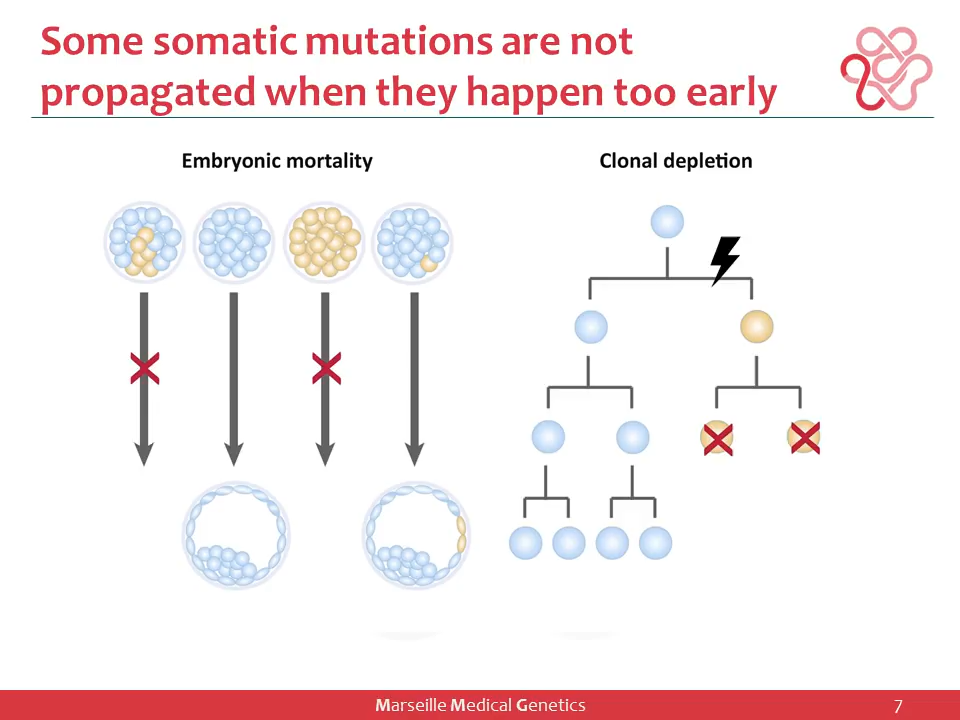 Some somatic mutations are not
propagated when they happen too early
Embryonic mortality
Clonal depletion
Marseille Medical Genetics
7